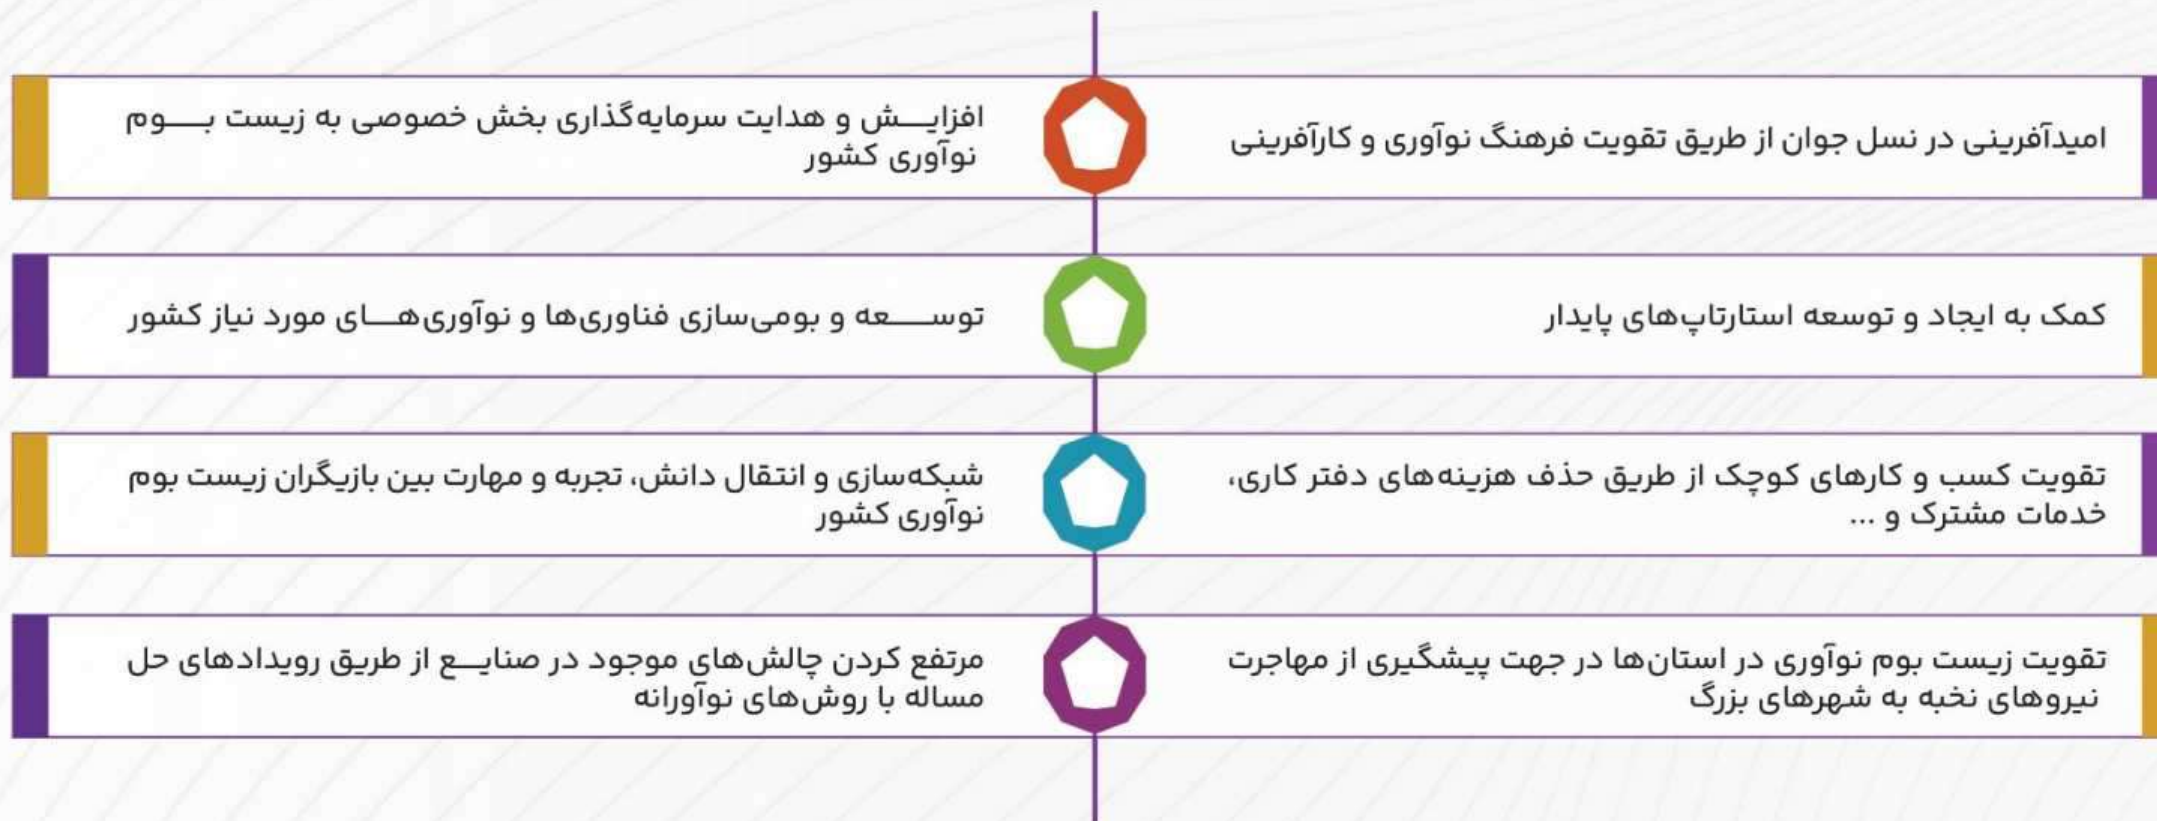 امیدآفرینی در نسل جوان از طریق تقویت فرهنگ نوآوری و کارآفرینی
افزایــش و هدایت سرمایه‌گذاری بخش خصوصی به زیست بــوم
نوآوری کشور
کمک به ایجاد و توسعه استارتاپ‌های پایدار
توســـعه و بومی‌سازی فناوری‌ها و نوآوری‌هــای مورد نیاز کشور
تقویت کسب و کارهای کوچک از طریق حذف هزینه‌های دفتر کاری،
خدمات مشترک و ...
شبکه‌سازی و انتقال دانش، تجربه و مهارت بین بازیگران زیست بوم
نوآوری کشور
تقویت زیست بوم نوآوری در استان‌ها در جهت پیشگیری از مهاجرت
نیروهای نخبه به شهرهای بزرگ
مرتفع کردن چالش‌های موجود در صنایــع از طریق رویدادهای حل
مساله با روش‌های نوآورانه